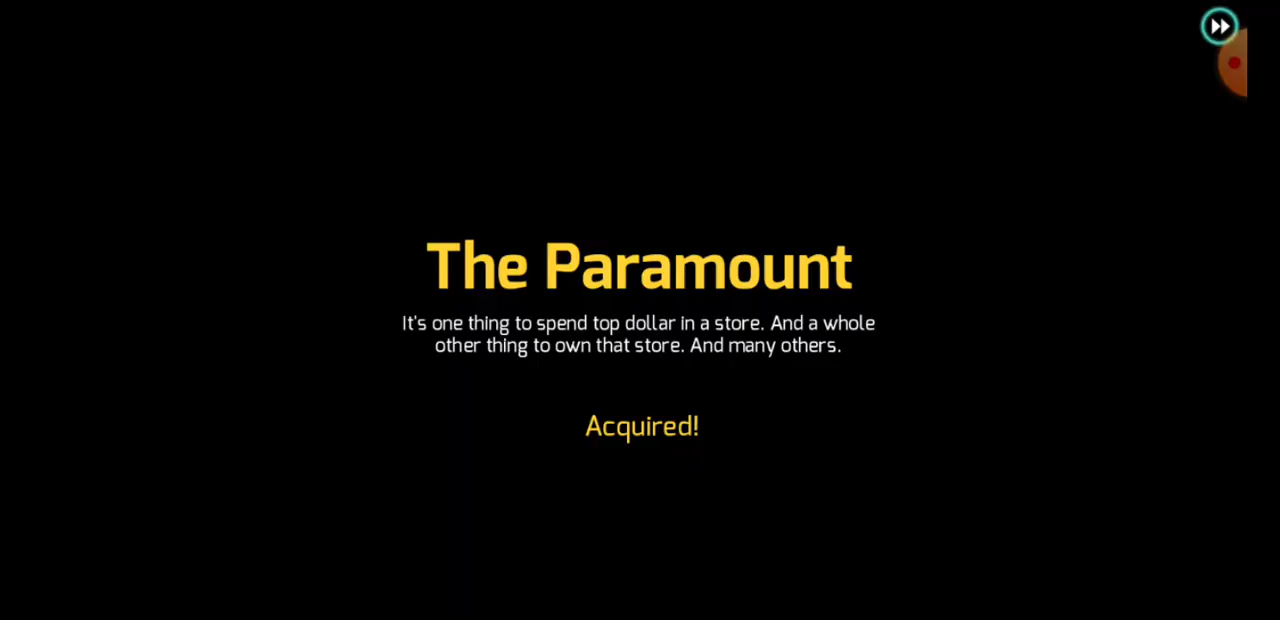 The Paramount
It's one thing to spend top dollar in a store. And a whole
other thing to own that store. And many others.
Acquired!